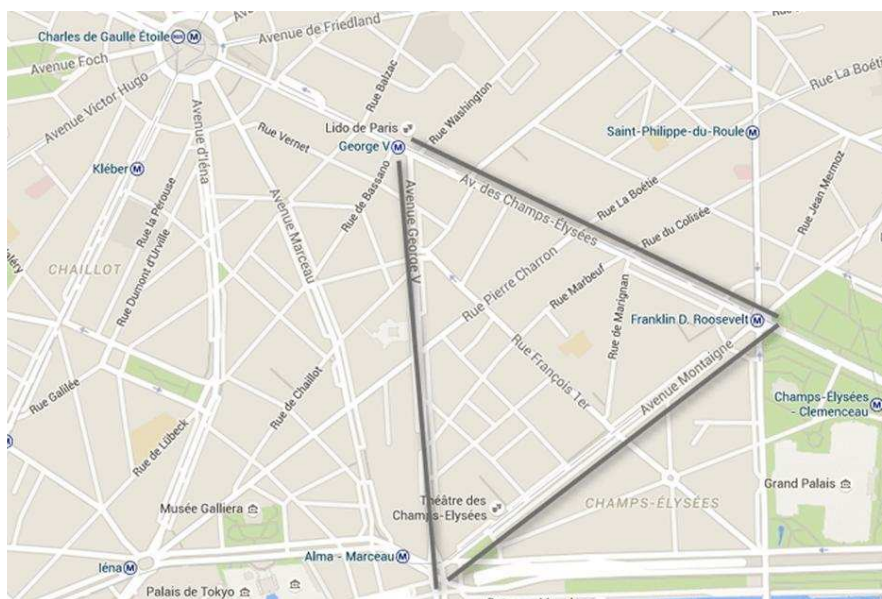 Charles de Gaulle Étoile
Avenue de Friedland
Avenue Foch
Avenue Victor Hugo
Rue Balzac
Rue Washington
Rue La Boétie
Lido de Paris
Rue Vernet
George V
Saint-Philippe-du-Roule
Kléber
Avenue d'Iéna
Rue la Pérouse
Rue de Bassano
Avenue George V
Av. des Champs-Élysées
Rue La Boétie
Rue Jean Mermoz
Rue Dumont d'Urville
Avenue Marceau
Rue du Colisée
CHAILLOT
Rue Pierre Charron
Rue Marbeuf
Rue de Marignan
Franklin D. Roosevelt
Rue François 1er
Avenue Montaigne
Rue Galilée
Rue de Chaillot
Champs-Élysées
- Clemenceau
Rue de Lübeck
Grand Palais
Musée Galliera
Théâtre des
Champs-Elysées
CHAMPS-ÉLYSÉES
Iéna
Alma - Marceau
Palais de Tokyo